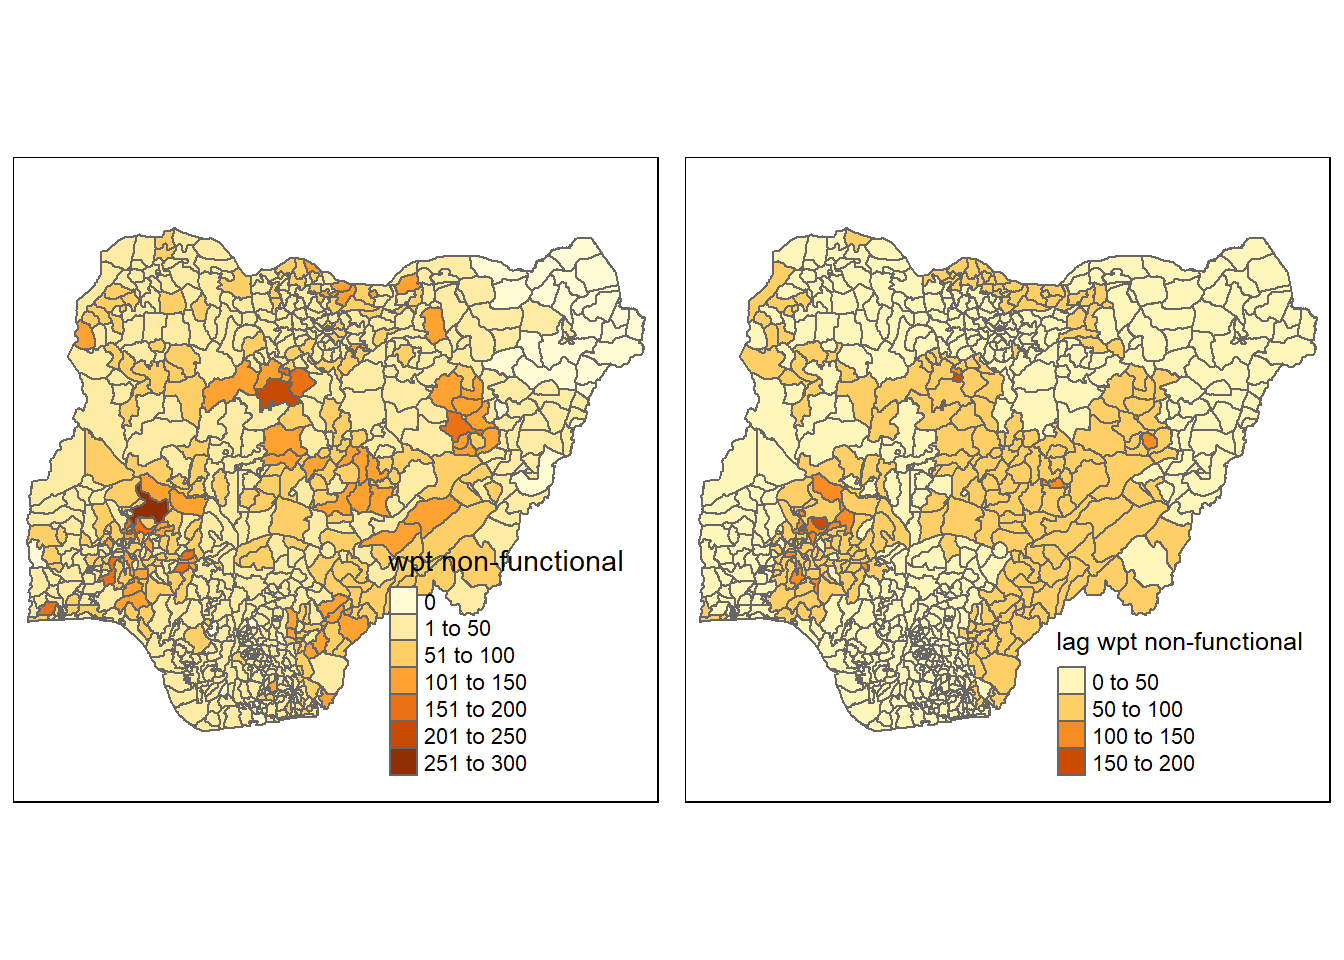 wpt non-functional
0
1 to 50
51 to 100
101 to 150
151 to 200
201 to 250
251 to 300
lag wpt non-functional
0 to 50
50 to 100
100 to 150
150 to 200